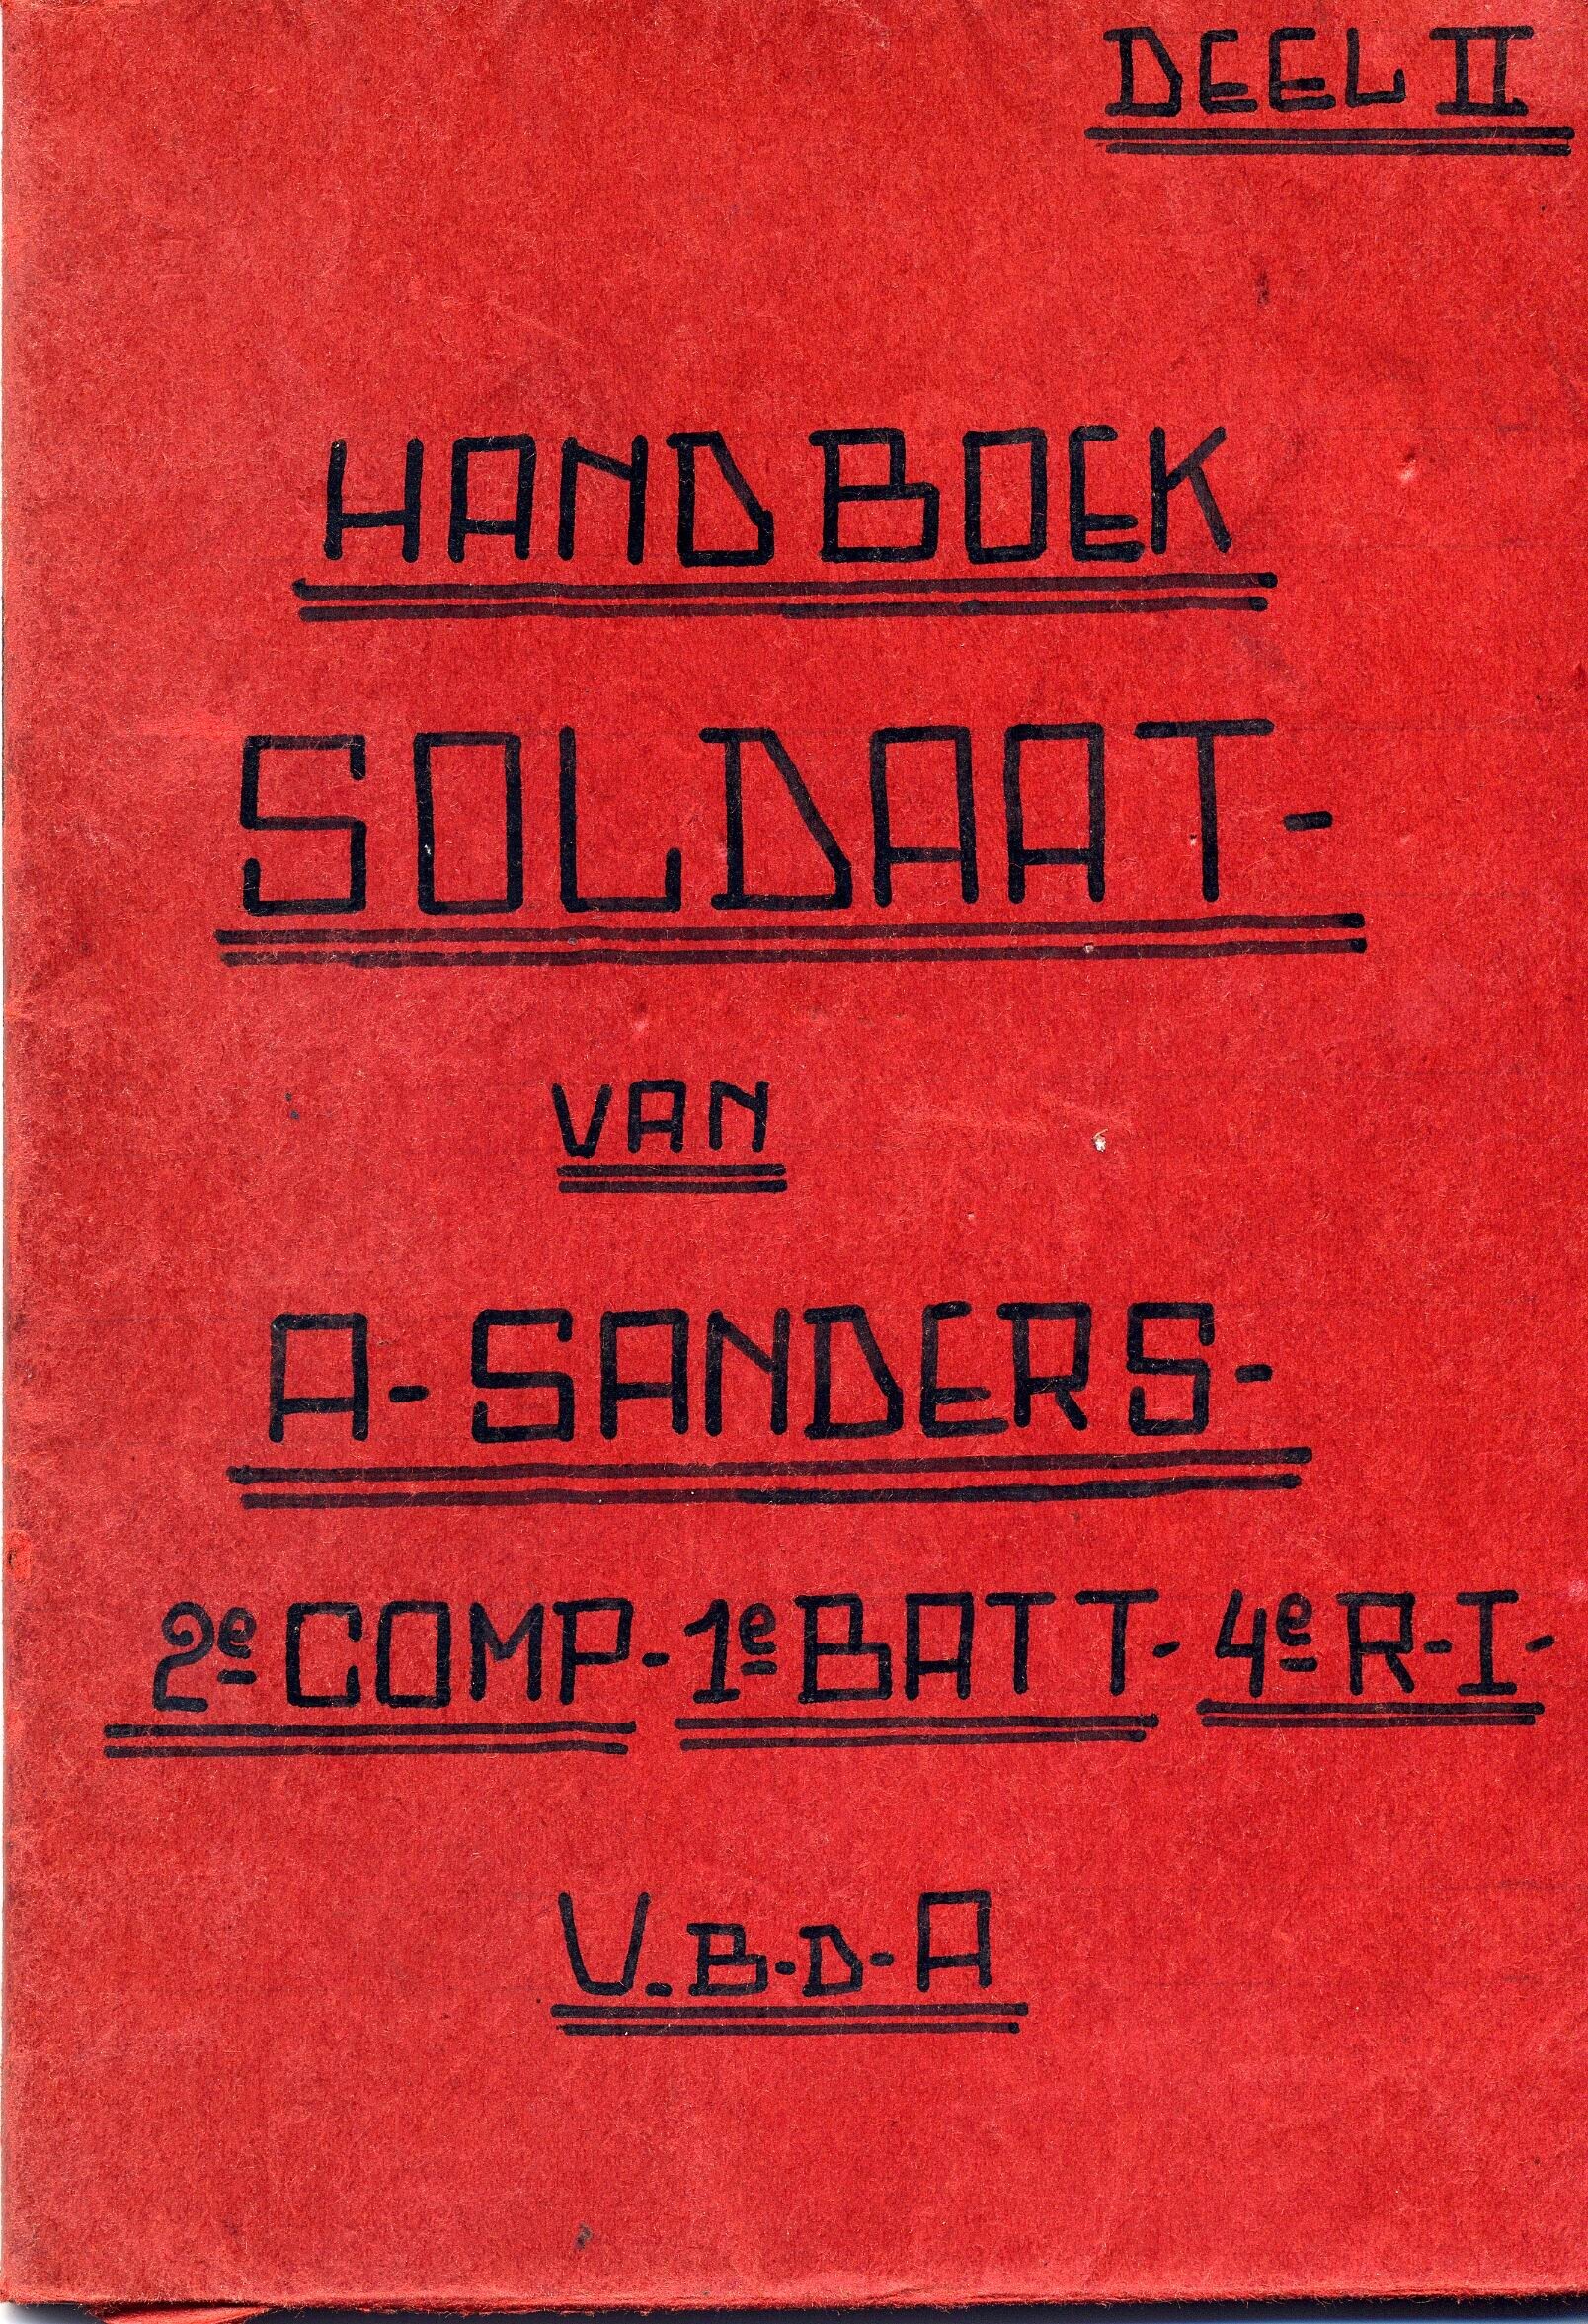 DEEL II
HANDBOEK
SOLDAAT-
VAN
A- SANDERS-
2e COMP- 1e BATT- 4e R-I-
V.B-D-A